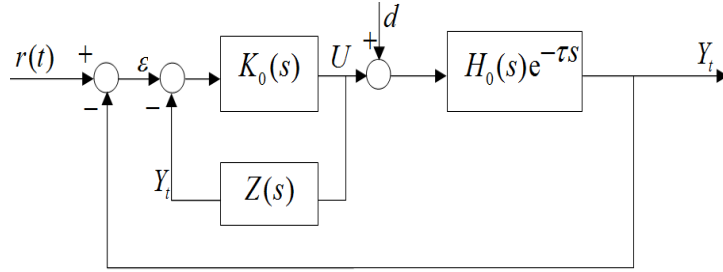 d
r(t) + ε K₀(s) U + H₀(s)e^{-τs} Yₜ
− −
Yₜ Z(s)